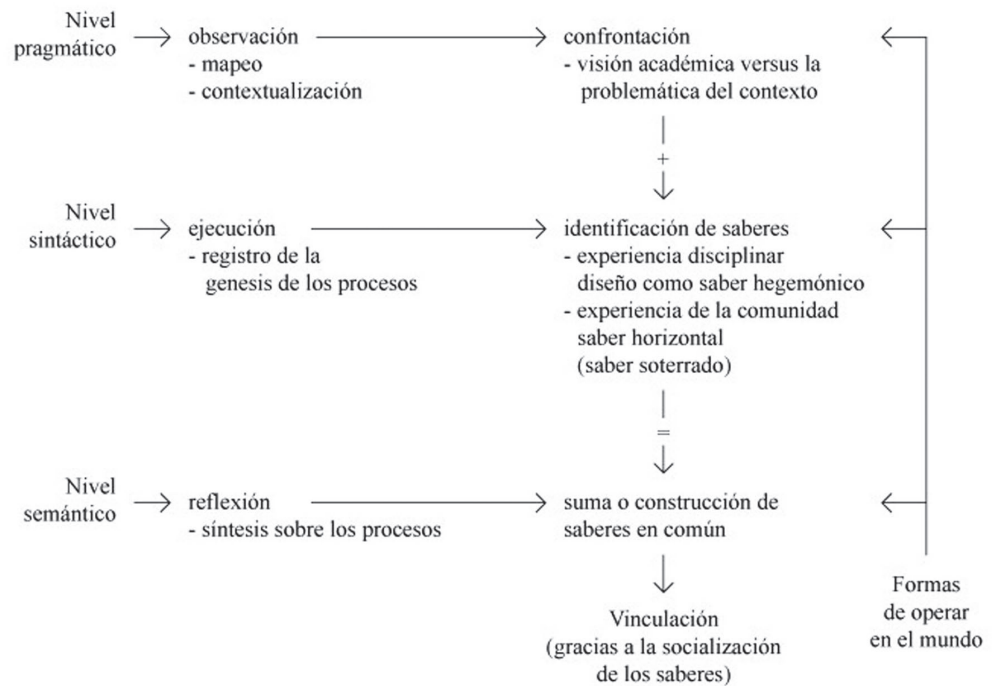 Nivel
pragmático
observación
- mapeo
- contextualización
confrontación
- visión académica versus la
problemática del contexto
+
Nivel
sintáctico
ejecución
- registro de la
genesis de los procesos
identificación de saberes
- experiencia disciplinar
diseño como saber hegemónico
- experiencia de la comunidad
saber horizontal
(saber soterrado)
=
Nivel
semántico
reflexión
- síntesis sobre los procesos
suma o construcción de
saberes en común
Vinculación
(gracias a la socialización
de los saberes)
Formas
de operar
en el mundo